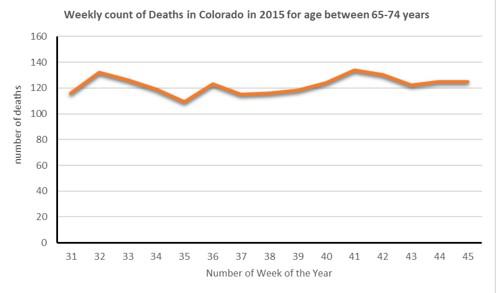 Weekly count of Deaths in Colorado in 2015 for age between 65-74 years
160
140
120
100
80
60
40
20
0
number of deaths
31 32 33 34 35 36 37 38 39 40 41 42 43 44 45
Number of Week of the Year